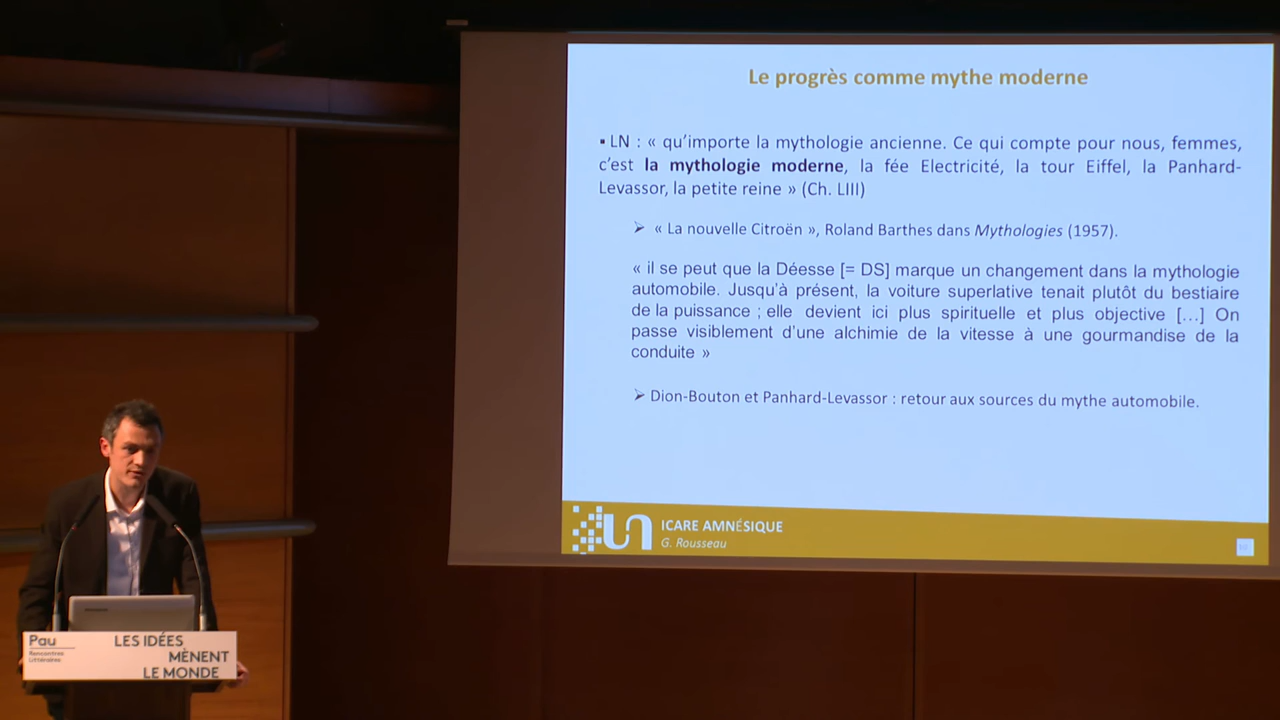 Le progrès comme mythe moderne
▪ LN : « qu’importe la mythologie ancienne. Ce qui compte pour nous, femmes,
c’est la mythologie moderne, la fée Electricité, la tour Eiffel, la Panhard-
Levassor, la petite reine » (Ch. LIII)
➢ « La nouvelle Citroën », Roland Barthes dans Mythologies (1957).
« il se peut que la Déesse [= DS] marque un changement dans la mythologie
automobile. Jusqu’à présent, la voiture superlative tenait plutôt du bestiaire
de la puissance ; elle devient ici plus spirituelle et plus objective […] On
passe visiblement d’une alchimie de la vitesse à une gourmandise de la
conduite »
➢ Dion-Bouton et Panhard-Levassor : retour aux sources du mythe automobile.
UN
ICARE AMNÉSIQUE
G. Rousseau
Pau
Rencontres
Littéraires
LES IDÉES
MÈNENT
LE MONDE